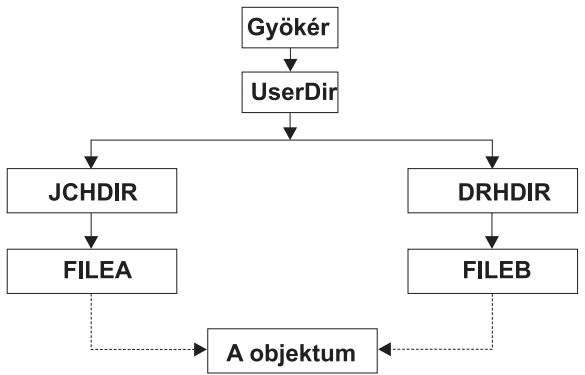 Gyökér
UserDir
JCHDIR
DRHDIR
FILEA
FILEB
A objektum